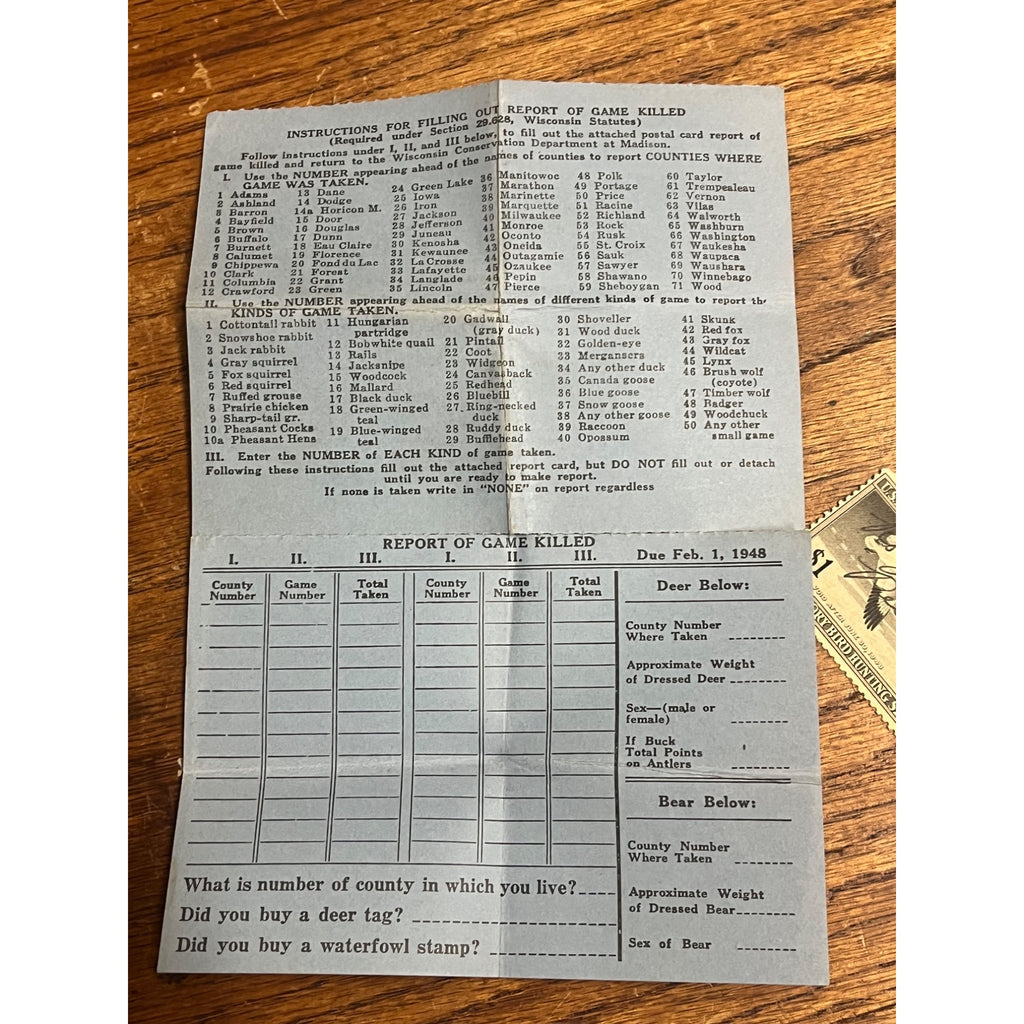 INSTRUCTIONS FOR FILLING OUT REPORT OF GAME KILLED
(Required under Section 29.628, Wisconsin Statutes)
Follow instructions under I, II, and III below, to fill out the attached postal card report of
game killed and return to the Wisconsin Conservation Department at Madison.
I. Use the NUMBER appearing ahead of the names of counties to report COUNTIES WHERE
GAME WAS TAKEN.
1 Adams
2 Ashland
3 Barron
4 Bayfield
5 Brown
6 Buffalo
7 Burnett
8 Calumet
9 Chippewa
10 Clark
11 Columbia
12 Crawford
13 Dane
14 Dodge
14a Horicon M.
15 Door
16 Douglas
17 Dunn
18 Eau Claire
19 Florence
20 Fond du Lac
21 Forest
22 Grant
23 Green
24 Green Lake
25 Iowa
26 Iron
27 Jackson
28 Jefferson
29 Juneau
30 Kenosha
31 Kewaunee
32 La Crosse
33 Lafayette
34 Langlade
35 Lincoln
36 Manitowoc
37 Marathon
38 Marinette
39 Marquette
40 Milwaukee
41 Monroe
42 Oconto
43 Oneida
44 Outagamie
45 Ozaukee
46 Pepin
47 Pierce
48 Polk
49 Portage
50 Price
51 Racine
52 Richland
53 Rock
54 Rusk
55 St. Croix
56 Sauk
57 Sawyer
58 Shawano
59 Sheboygan
60 Taylor
61 Trempealeau
62 Vernon
63 Vilas
64 Walworth
65 Washburn
66 Washington
67 Waukesha
68 Waupaca
69 Waushara
70 Winnebago
71 Wood
II. Use the NUMBER appearing ahead of the names of different kinds of game to report the
KINDS OF GAME TAKEN.
1 Cottontail rabbit
2 Snowshoe rabbit
3 Jack rabbit
4 Gray squirrel
5 Fox squirrel
6 Red squirrel
7 Ruffed grouse
8 Prairie chicken
9 Sharp-tail gr.
10 Pheasant Cocks
10a Pheasant Hens
11 Hungarian
partridge
12 Bobwhite quail
13 Rails
14 Jacksnipe
15 Woodcock
16 Mallard
17 Black duck
18 Green-winged
teal
19 Blue-winged
teal
20 Gadwall
(gray duck)
21 Pintail
22 Coot
23 Widgeon
24 Canvasback
25 Redhead
26 Bluebill
27 Ring-necked
duck
28 Ruddy duck
29 Bufflehead
30 Shoveller
31 Wood duck
32 Golden-eye
33 Mergansers
34 Any other duck
35 Canada goose
36 Blue goose
37 Snow goose
38 Any other goose
39 Raccoon
40 Opossum
41 Skunk
42 Red fox
43 Gray fox
44 Wildcat
45 Lynx
46 Brush wolf
(coyote)
47 Timber wolf
48 Badger
49 Woodchuck
50 Any other
small game
III. Enter the NUMBER of EACH KIND of game taken.
Following these instructions fill out the attached report card, but DO NOT fill out or detach
until you are ready to make report.
If none is taken write in "NONE" on report regardless
REPORT OF GAME KILLED
I. II. III. I. II. III. Due Feb. 1, 1948
County Number
Game Number
Total Taken
County Number
Game Number
Total Taken
Deer Below:
County Number
Where Taken
Approximate Weight
of Dressed Deer
Sex—(male or
female)
If Buck
Total Points
on Antlers
Bear Below:
County Number
Where Taken
Approximate Weight
of Dressed Bear
Sex of Bear
What is number of county in which you live?
Did you buy a deer tag?
Did you buy a waterfowl stamp?
$1
BIRD HUNTING